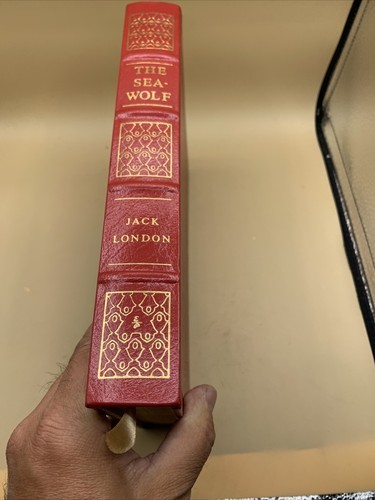 THE
SEA-
WOLF
JACK
LONDON